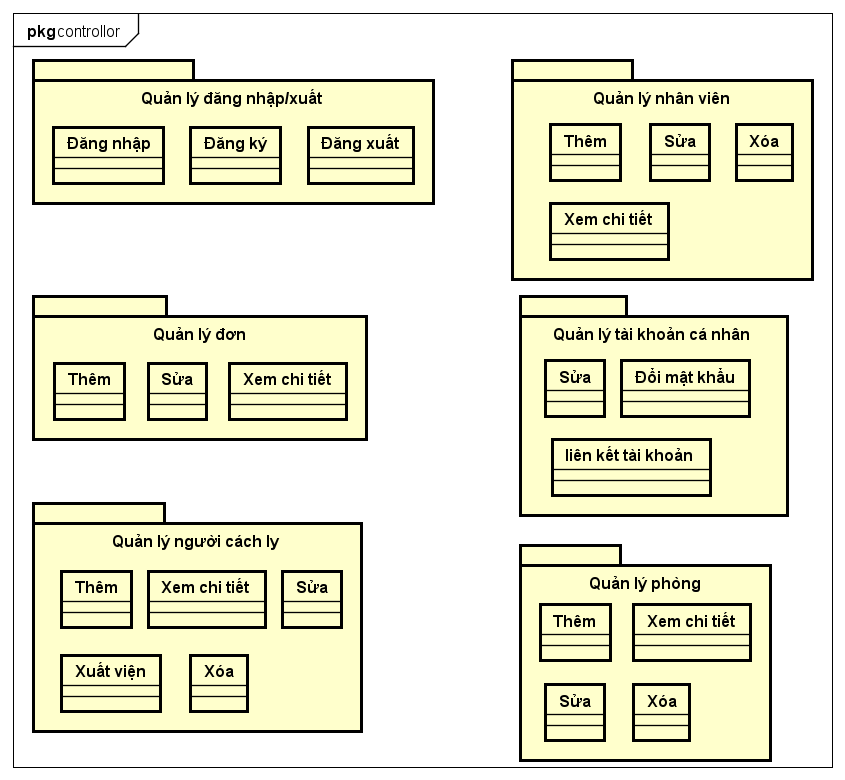 pkg controllor
Quản lý đăng nhập/xuất
Đăng nhập
Đăng ký
Đăng xuất
Quản lý nhân viên
Thêm
Sửa
Xóa
Xem chi tiết
Quản lý đơn
Thêm
Sửa
Xem chi tiết
Quản lý tài khoản cá nhân
Sửa
Đổi mật khẩu
liên kết tài khoản
Quản lý người cách ly
Thêm
Xem chi tiết
Sửa
Xuất viện
Xóa
Quản lý phòng
Thêm
Xem chi tiết
Sửa
Xóa